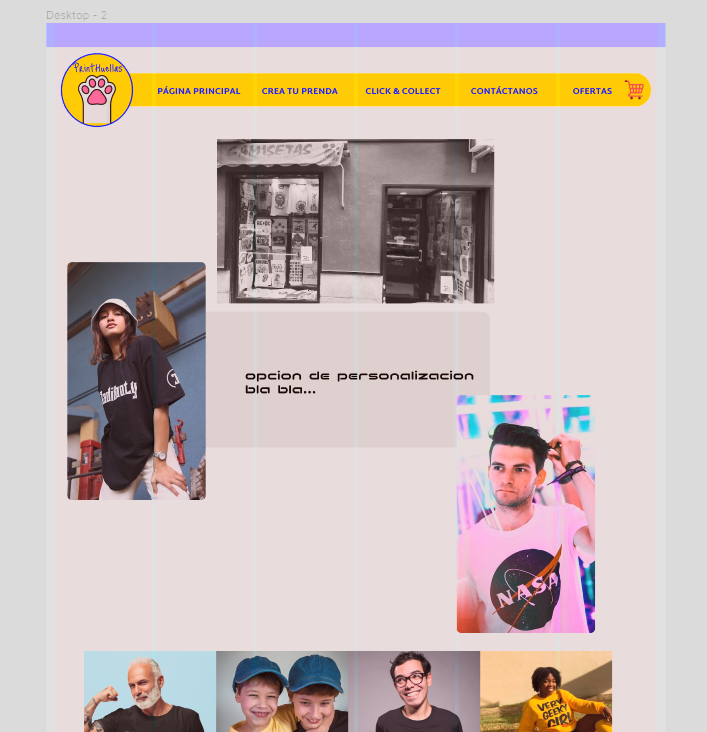 Desktop - 2
PrintHuellas
PÁGINA PRINCIPAL CREA TU PRENDA CLICK & COLLECT CONTÁCTANOS OFERTAS
CAMISETAS
opcion de personalizacion
bla bla...
NASA
VERY
GEEKY
GIRL